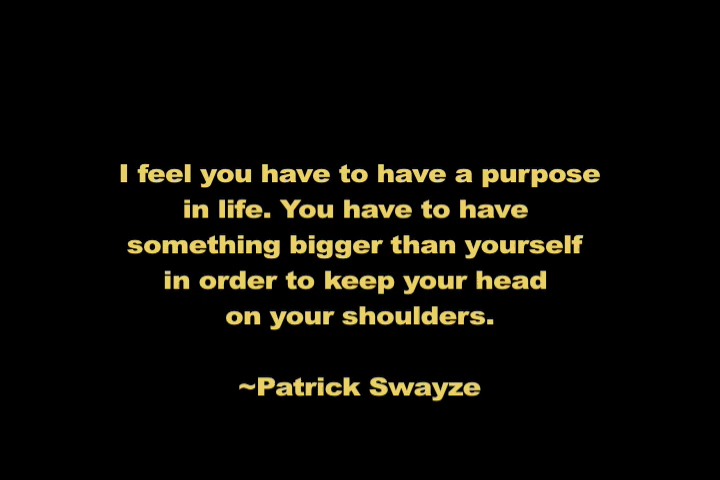 I feel you have to have a purpose
in life. You have to have
something bigger than yourself
in order to keep your head
on your shoulders.
~Patrick Swayze